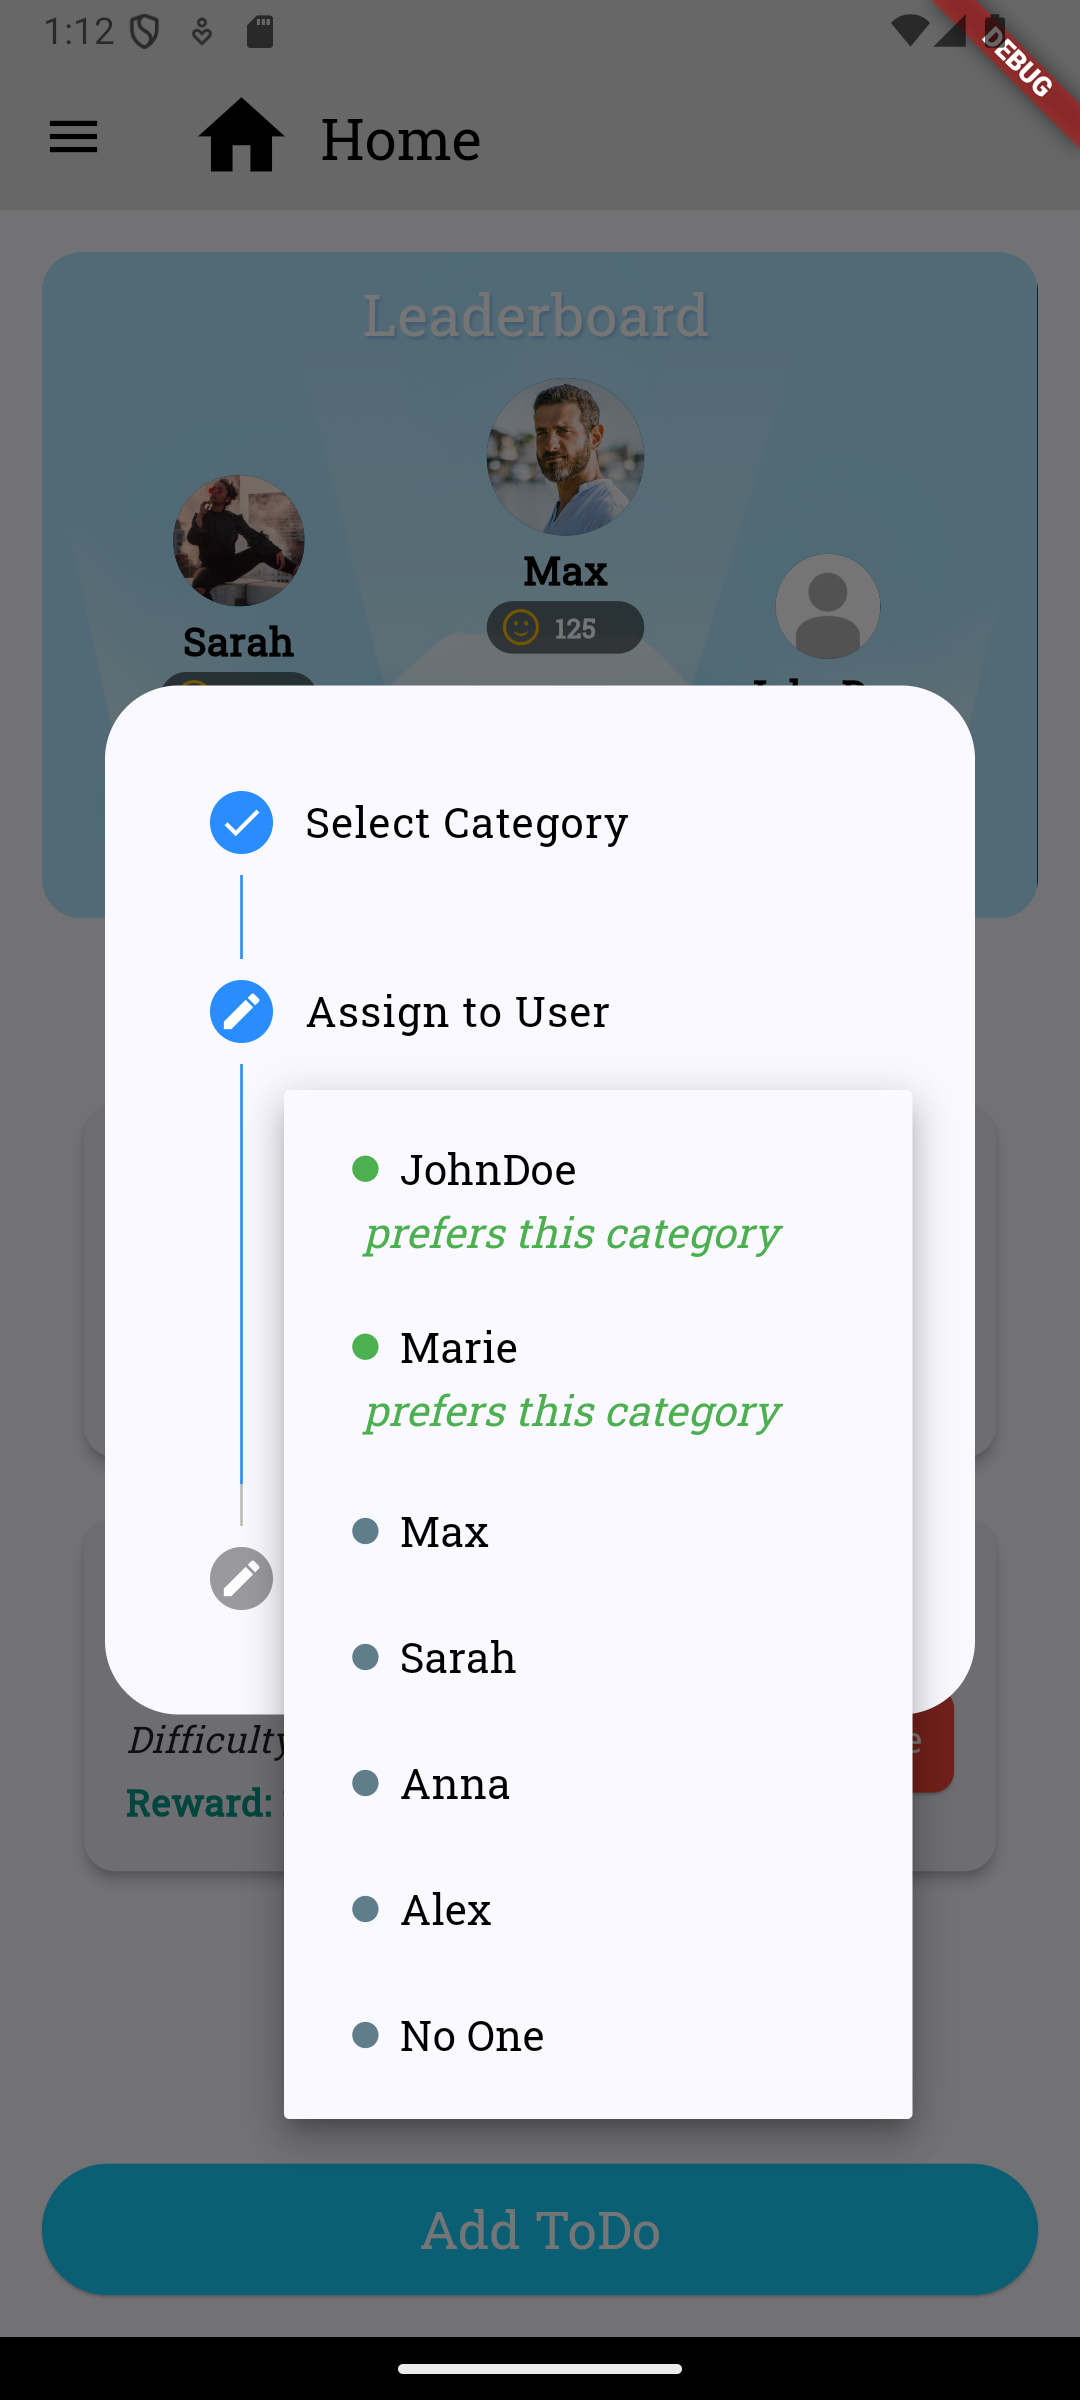 1:12
DEBUG
Home
Leaderboard
Max
125
Sarah
Select Category
Assign to User
JohnDoe
prefers this category
Marie
prefers this category
Max
Sarah
Anna
Alex
No One
Difficulty
Reward:
Add ToDo